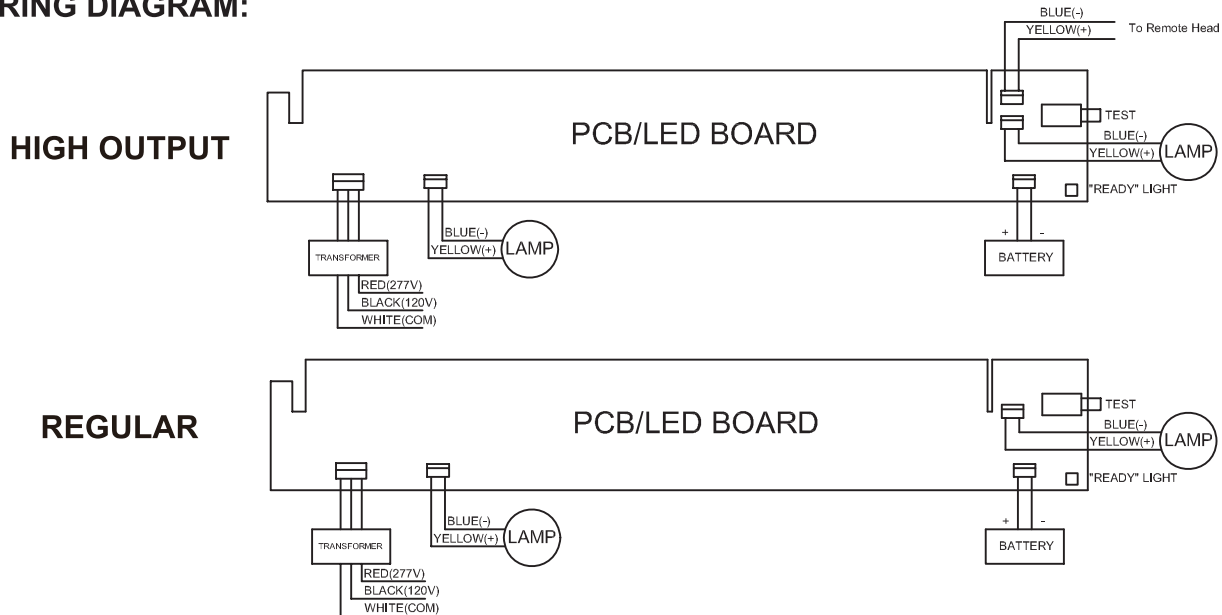 RING DIAGRAM:
BLUE(-)
YELLOW(+)
To Remote Head
HIGH OUTPUT
PCB/LED BOARD
TEST
BLUE(-)
YELLOW(+)
LAMP
"READY" LIGHT
BLUE(-)
YELLOW(+)
LAMP
TRANSFORMER
RED(277V)
BLACK(120V)
WHITE(COM)
+ -
BATTERY
REGULAR
PCB/LED BOARD
TEST
BLUE(-)
YELLOW(+)
LAMP
"READY" LIGHT
BLUE(-)
YELLOW(+)
LAMP
TRANSFORMER
RED(277V)
BLACK(120V)
WHITE(COM)
+ -
BATTERY